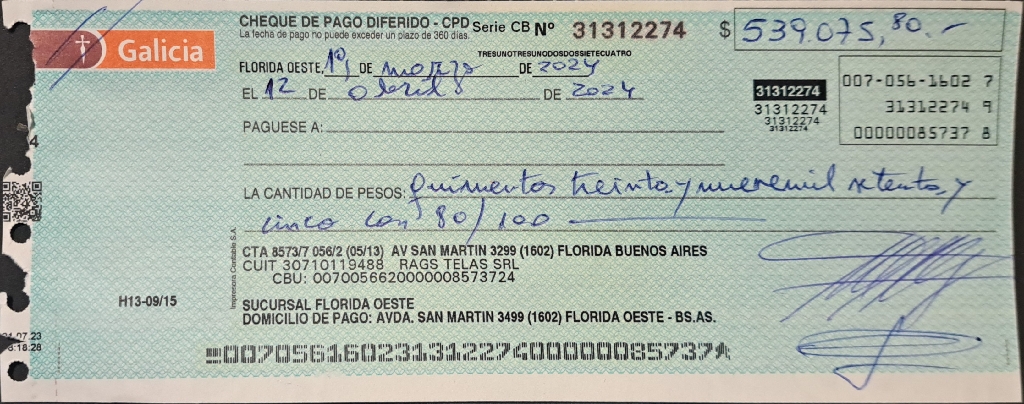 Galicia
CHEQUE DE PAGO DIFERIDO - CPD Serie CB Nº 31312274 $ 539.075,80.-
La fecha de pago no puede exceder un plazo de 360 días.
TRESUNOTRESUNODOSDOSSIETECUATRO
FLORIDA OESTE, 19 DE marzo DE 2024
EL 12 DE Abril DE 2024
31312274
31312274
31312274
31312274
007-056-1602 7
31312274 9
00000085737 8
PAGUESE A:
LA CANTIDAD DE PESOS: Quinientos treinta y nueve mil setenta y
cinco con 80/100
CTA 8573/7 056/2 (05/13) AV SAN MARTIN 3299 (1602) FLORIDA BUENOS AIRES
CUIT 30710119488 RAGS TELAS SRL
CBU: 0070056620000008573724
Impresora Contable S.A.
H13-09/15
SUCURSAL FLORIDA OESTE
DOMICILIO DE PAGO: AVDA. SAN MARTIN 3499 (1602) FLORIDA OESTE - BS.AS.
00705616023131227400000085737